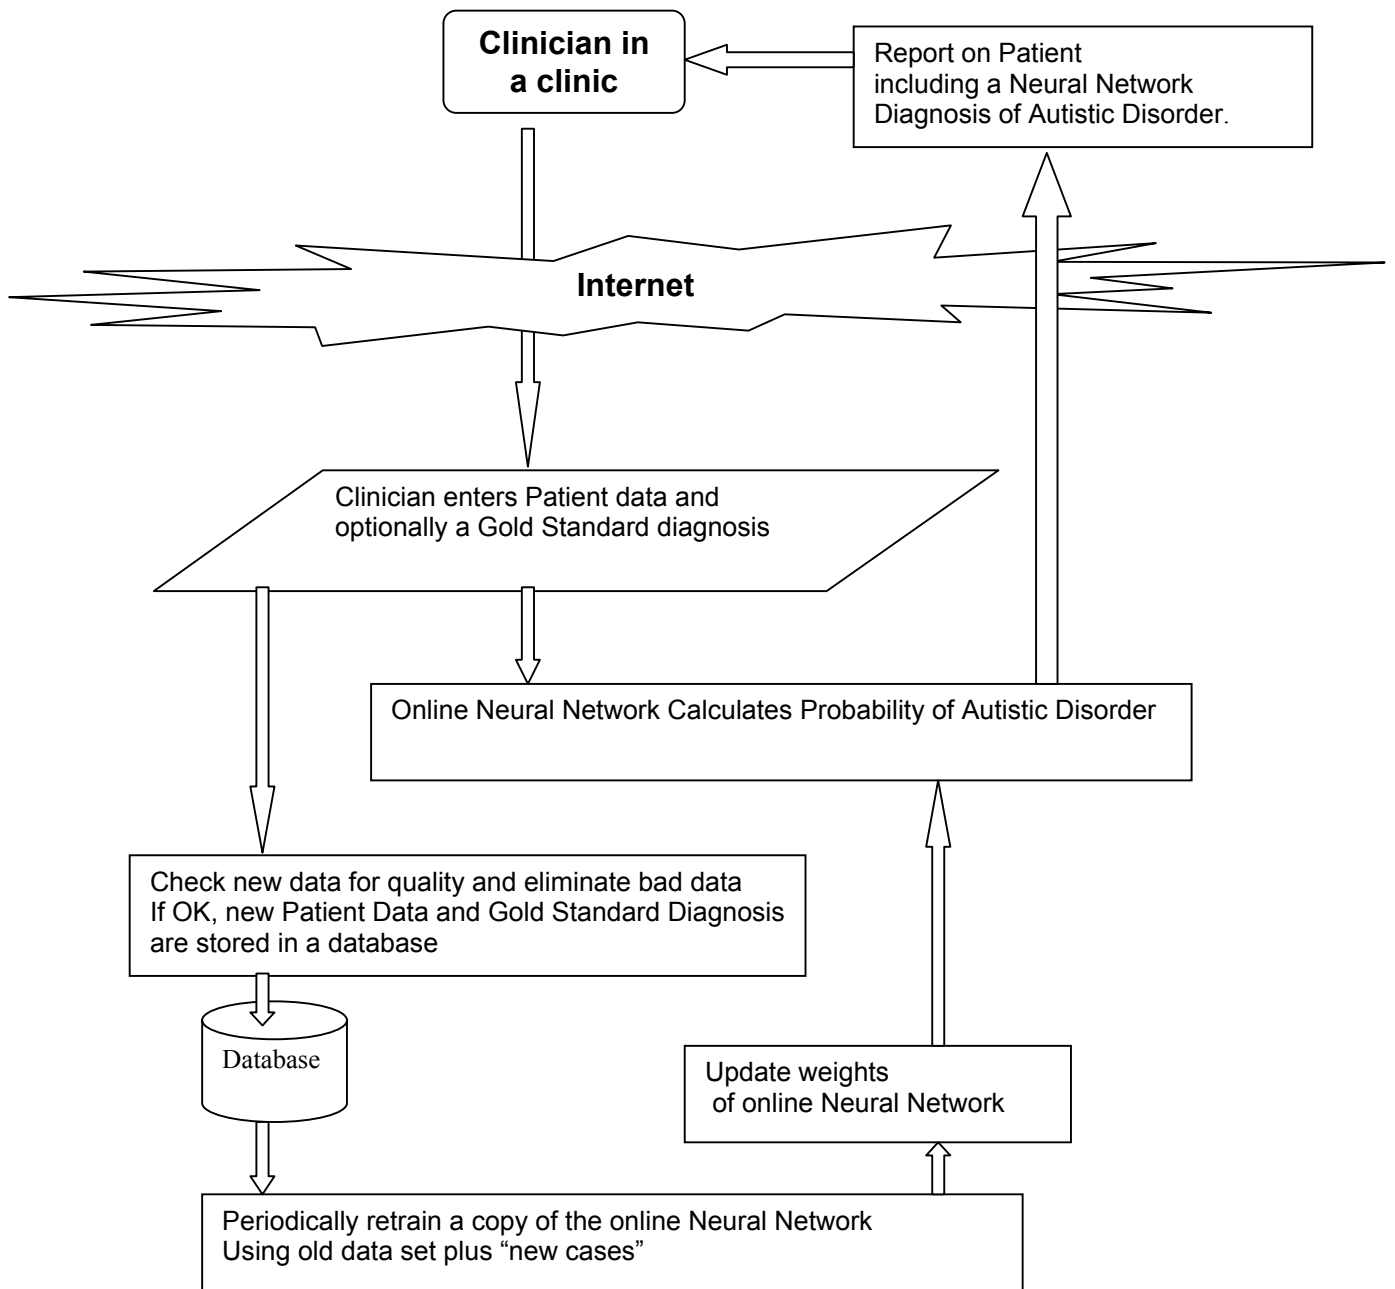 Clinician in
a clinic
Report on Patient
including a Neural Network
Diagnosis of Autistic Disorder.
Internet
Clinician enters Patient data and
optionally a Gold Standard diagnosis
Online Neural Network Calculates Probability of Autistic Disorder
Check new data for quality and eliminate bad data
If OK, new Patient Data and Gold Standard Diagnosis
are stored in a database
Database
Update weights
of online Neural Network
Periodically retrain a copy of the online Neural Network
Using old data set plus “new cases”